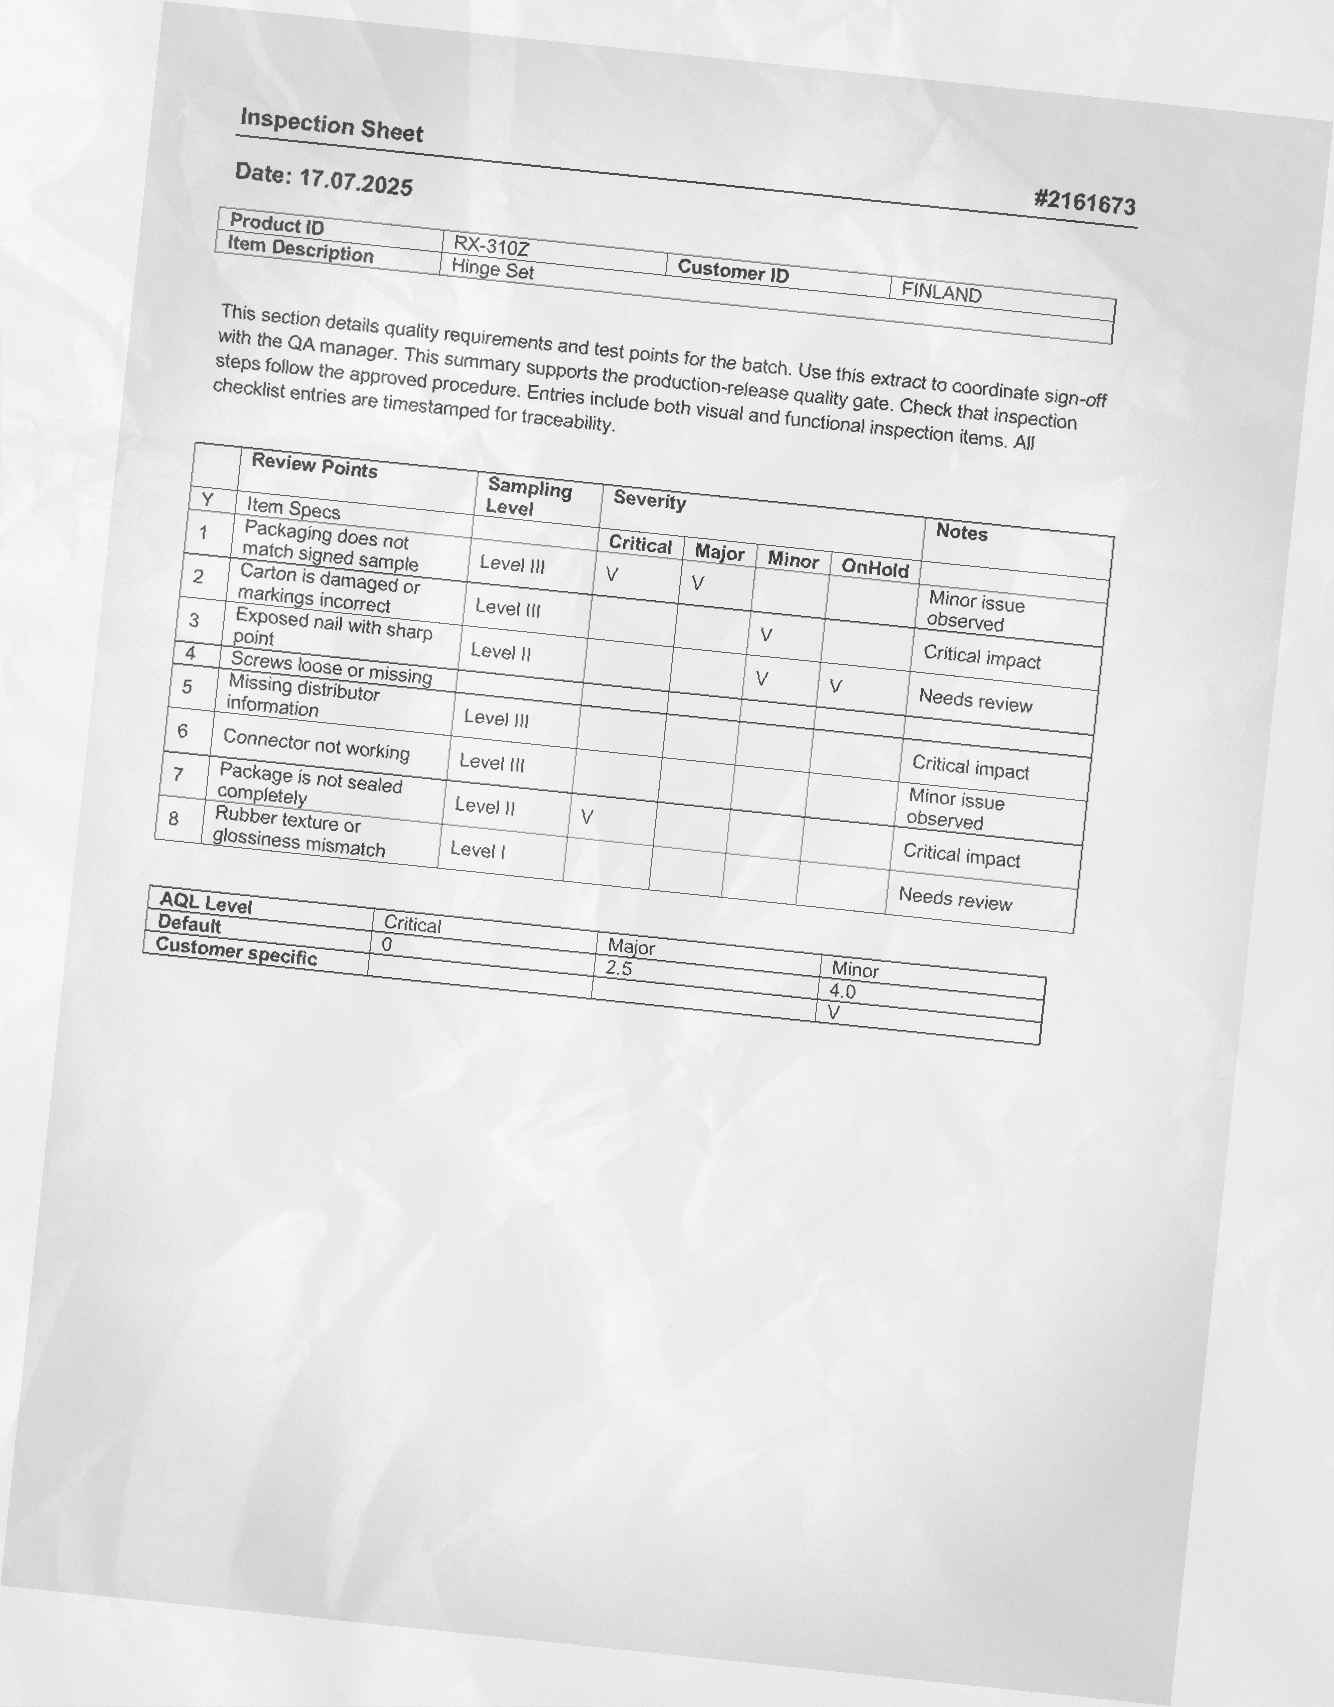 Inspection Sheet
#2161673
Date: 17.07.2025
Product ID RX-310Z Customer ID FINLAND
Item Description Hinge Set
This section details quality requirements and test points for the batch. Use this extract to coordinate sign-off
with the QA manager. This summary supports the production-release quality gate. Check that inspection
steps follow the approved procedure. Entries include both visual and functional inspection items. All
checklist entries are timestamped for traceability.
Review Points Sampling Level Severity Notes
Y Item Specs Critical Major Minor OnHold
1 Packaging does not match signed sample Level III V V Minor issue observed
2 Carton is damaged or markings incorrect Level III V Critical impact
3 Exposed nail with sharp point Level II V V Needs review
4 Screws loose or missing
5 Missing distributor information Level III Critical impact
6 Connector not working Level III Minor issue observed
7 Package is not sealed completely Level II V Critical impact
8 Rubber texture or glossiness mismatch Level I Needs review
AQL Level Critical Major Minor
Default 0 2.5 4.0
Customer specific V